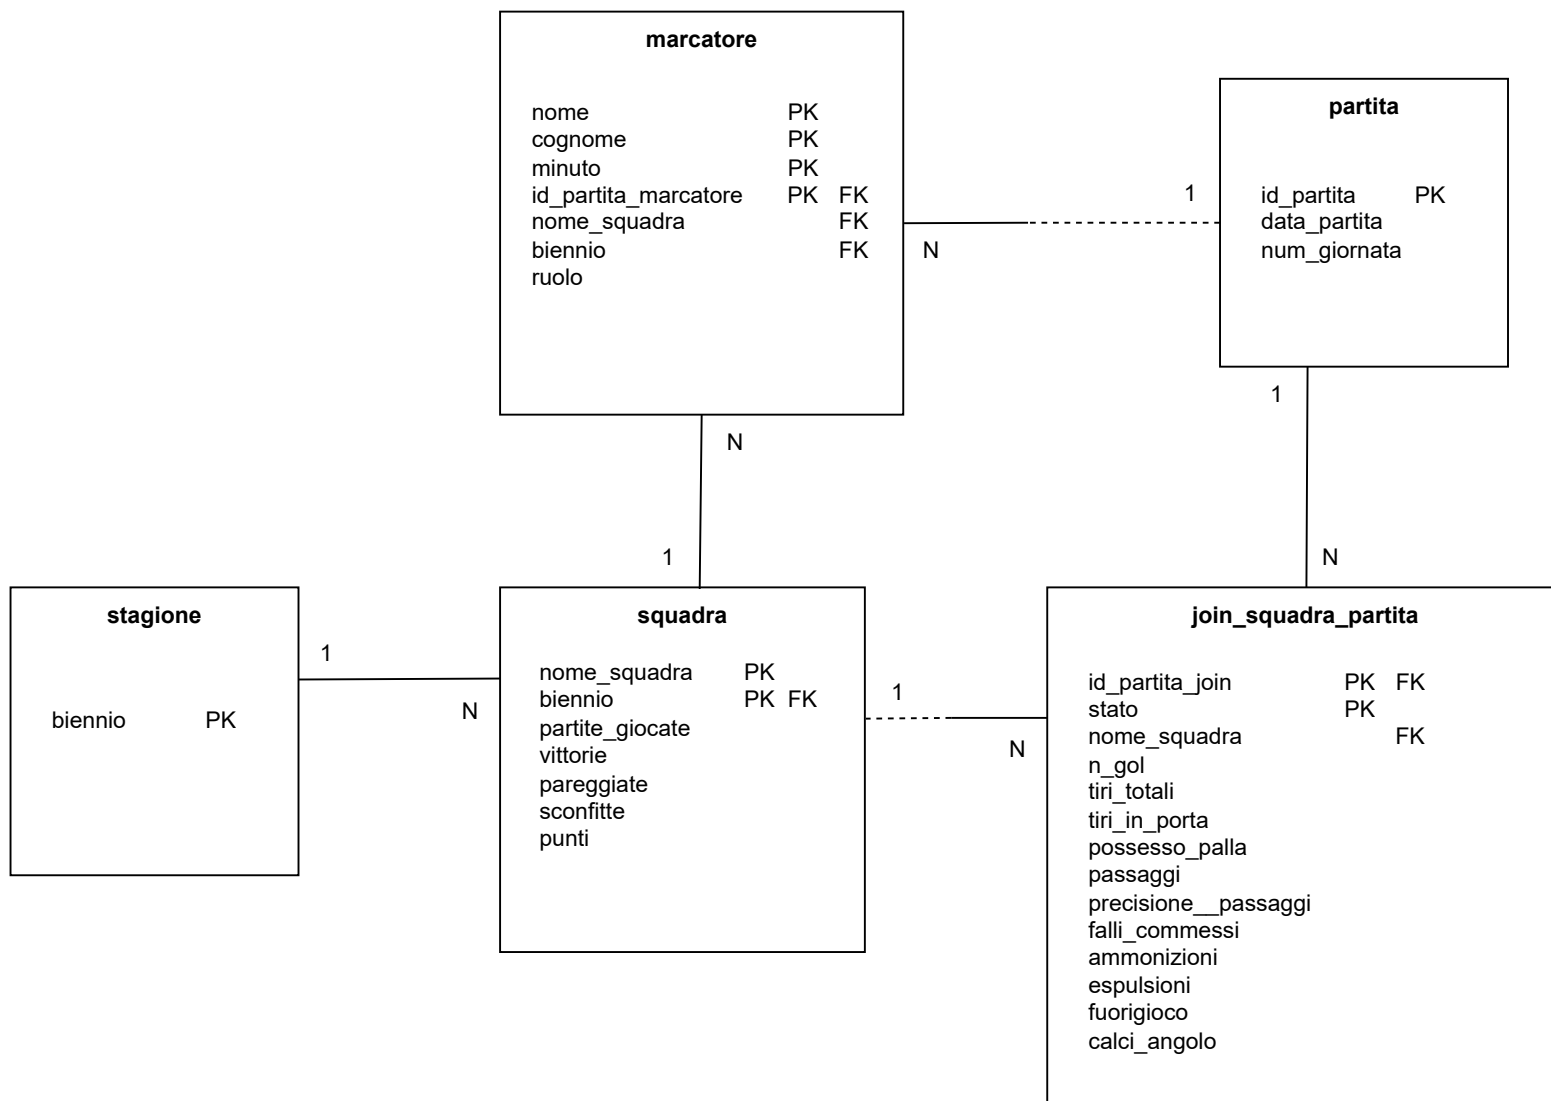 marcatore
nome PK
cognome PK
minuto PK
id_partita_marcatore PK FK
nome_squadra FK
biennio FK
ruolo
partita
id_partita PK
data_partita
num_giornata
1
N
1
N
N
1
stagione
biennio PK
1
N
squadra
nome_squadra PK
biennio PK FK
partite_giocate
vittorie
pareggiate
sconfitte
punti
1
N
join_squadra_partita
id_partita_join PK FK
stato PK
nome_squadra FK
n_gol
tiri_totali
tiri_in_porta
possesso_palla
passaggi
precisione__passaggi
falli_commessi
ammonizioni
espulsioni
fuorigioco
calci_angolo